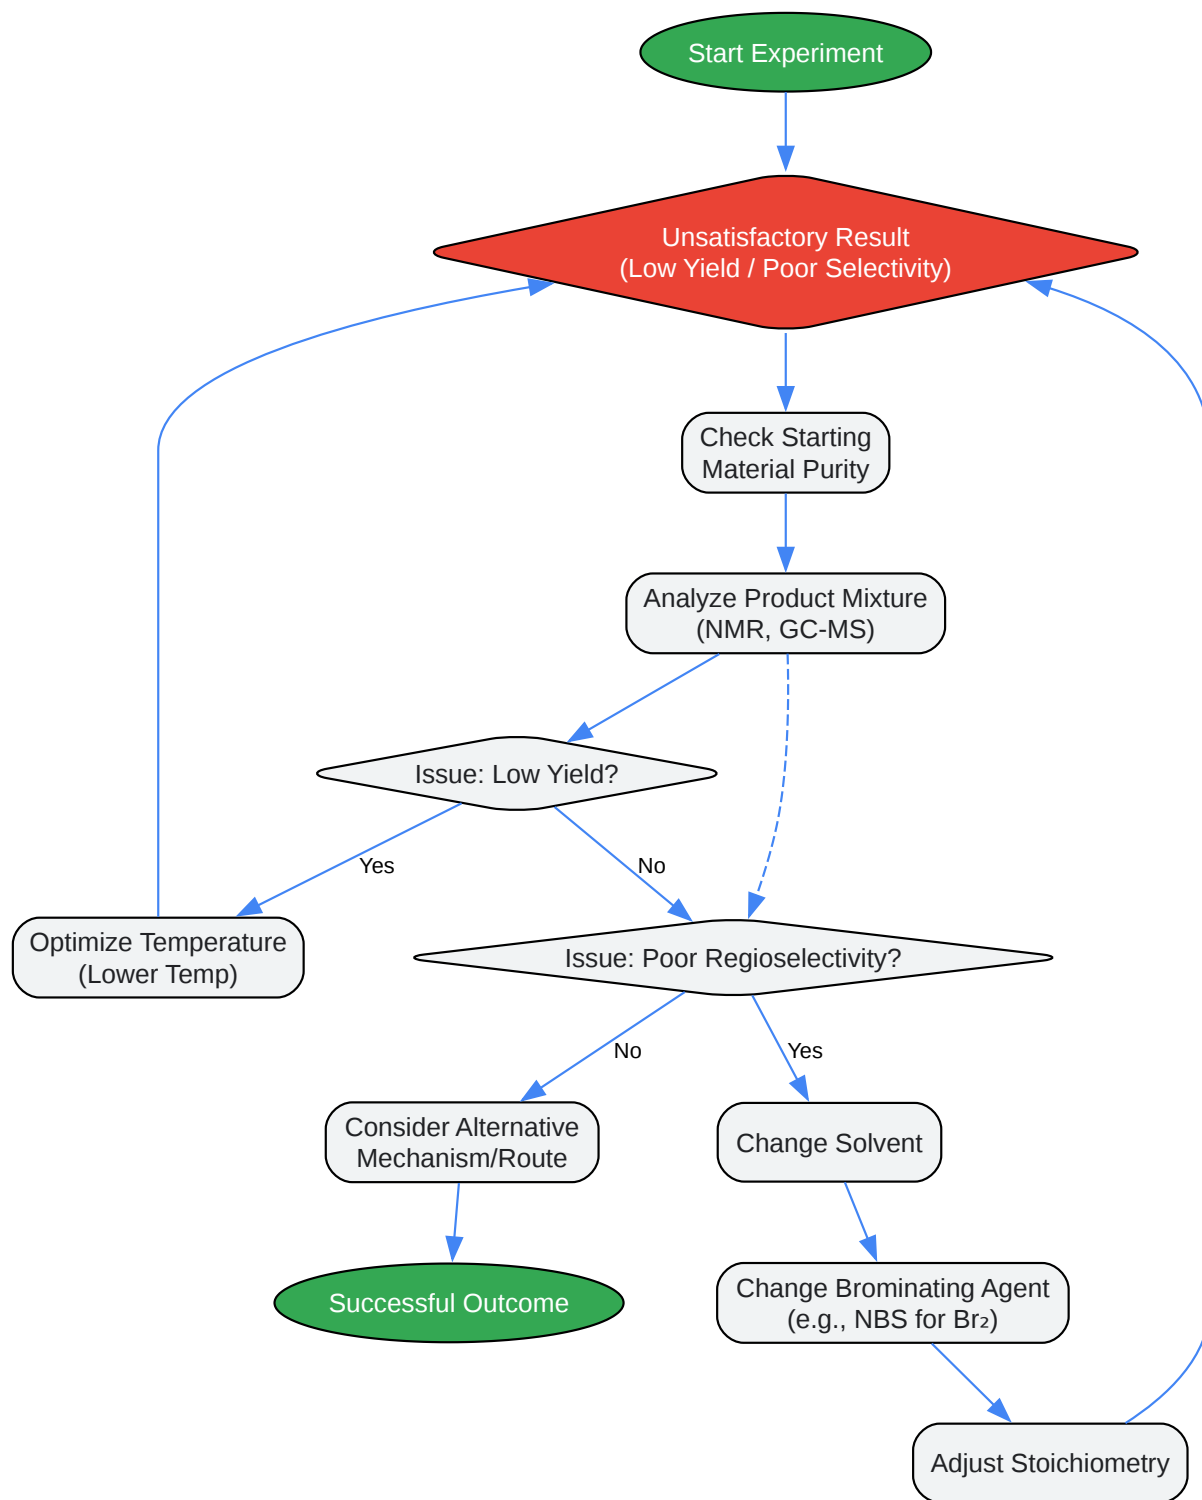 Start Experiment
Unsatisfactory Result
(Low Yield / Poor Selectivity)
Check Starting
Material Purity
Analyze Product Mixture
(NMR, GC-MS)
Issue: Low Yield?
Yes
No
Optimize Temperature
(Lower Temp)
Issue: Poor Regioselectivity?
No
Yes
Consider Alternative
Mechanism/Route
Change Solvent
Successful Outcome
Change Brominating Agent
(e.g., NBS for Br₂)
Adjust Stoichiometry